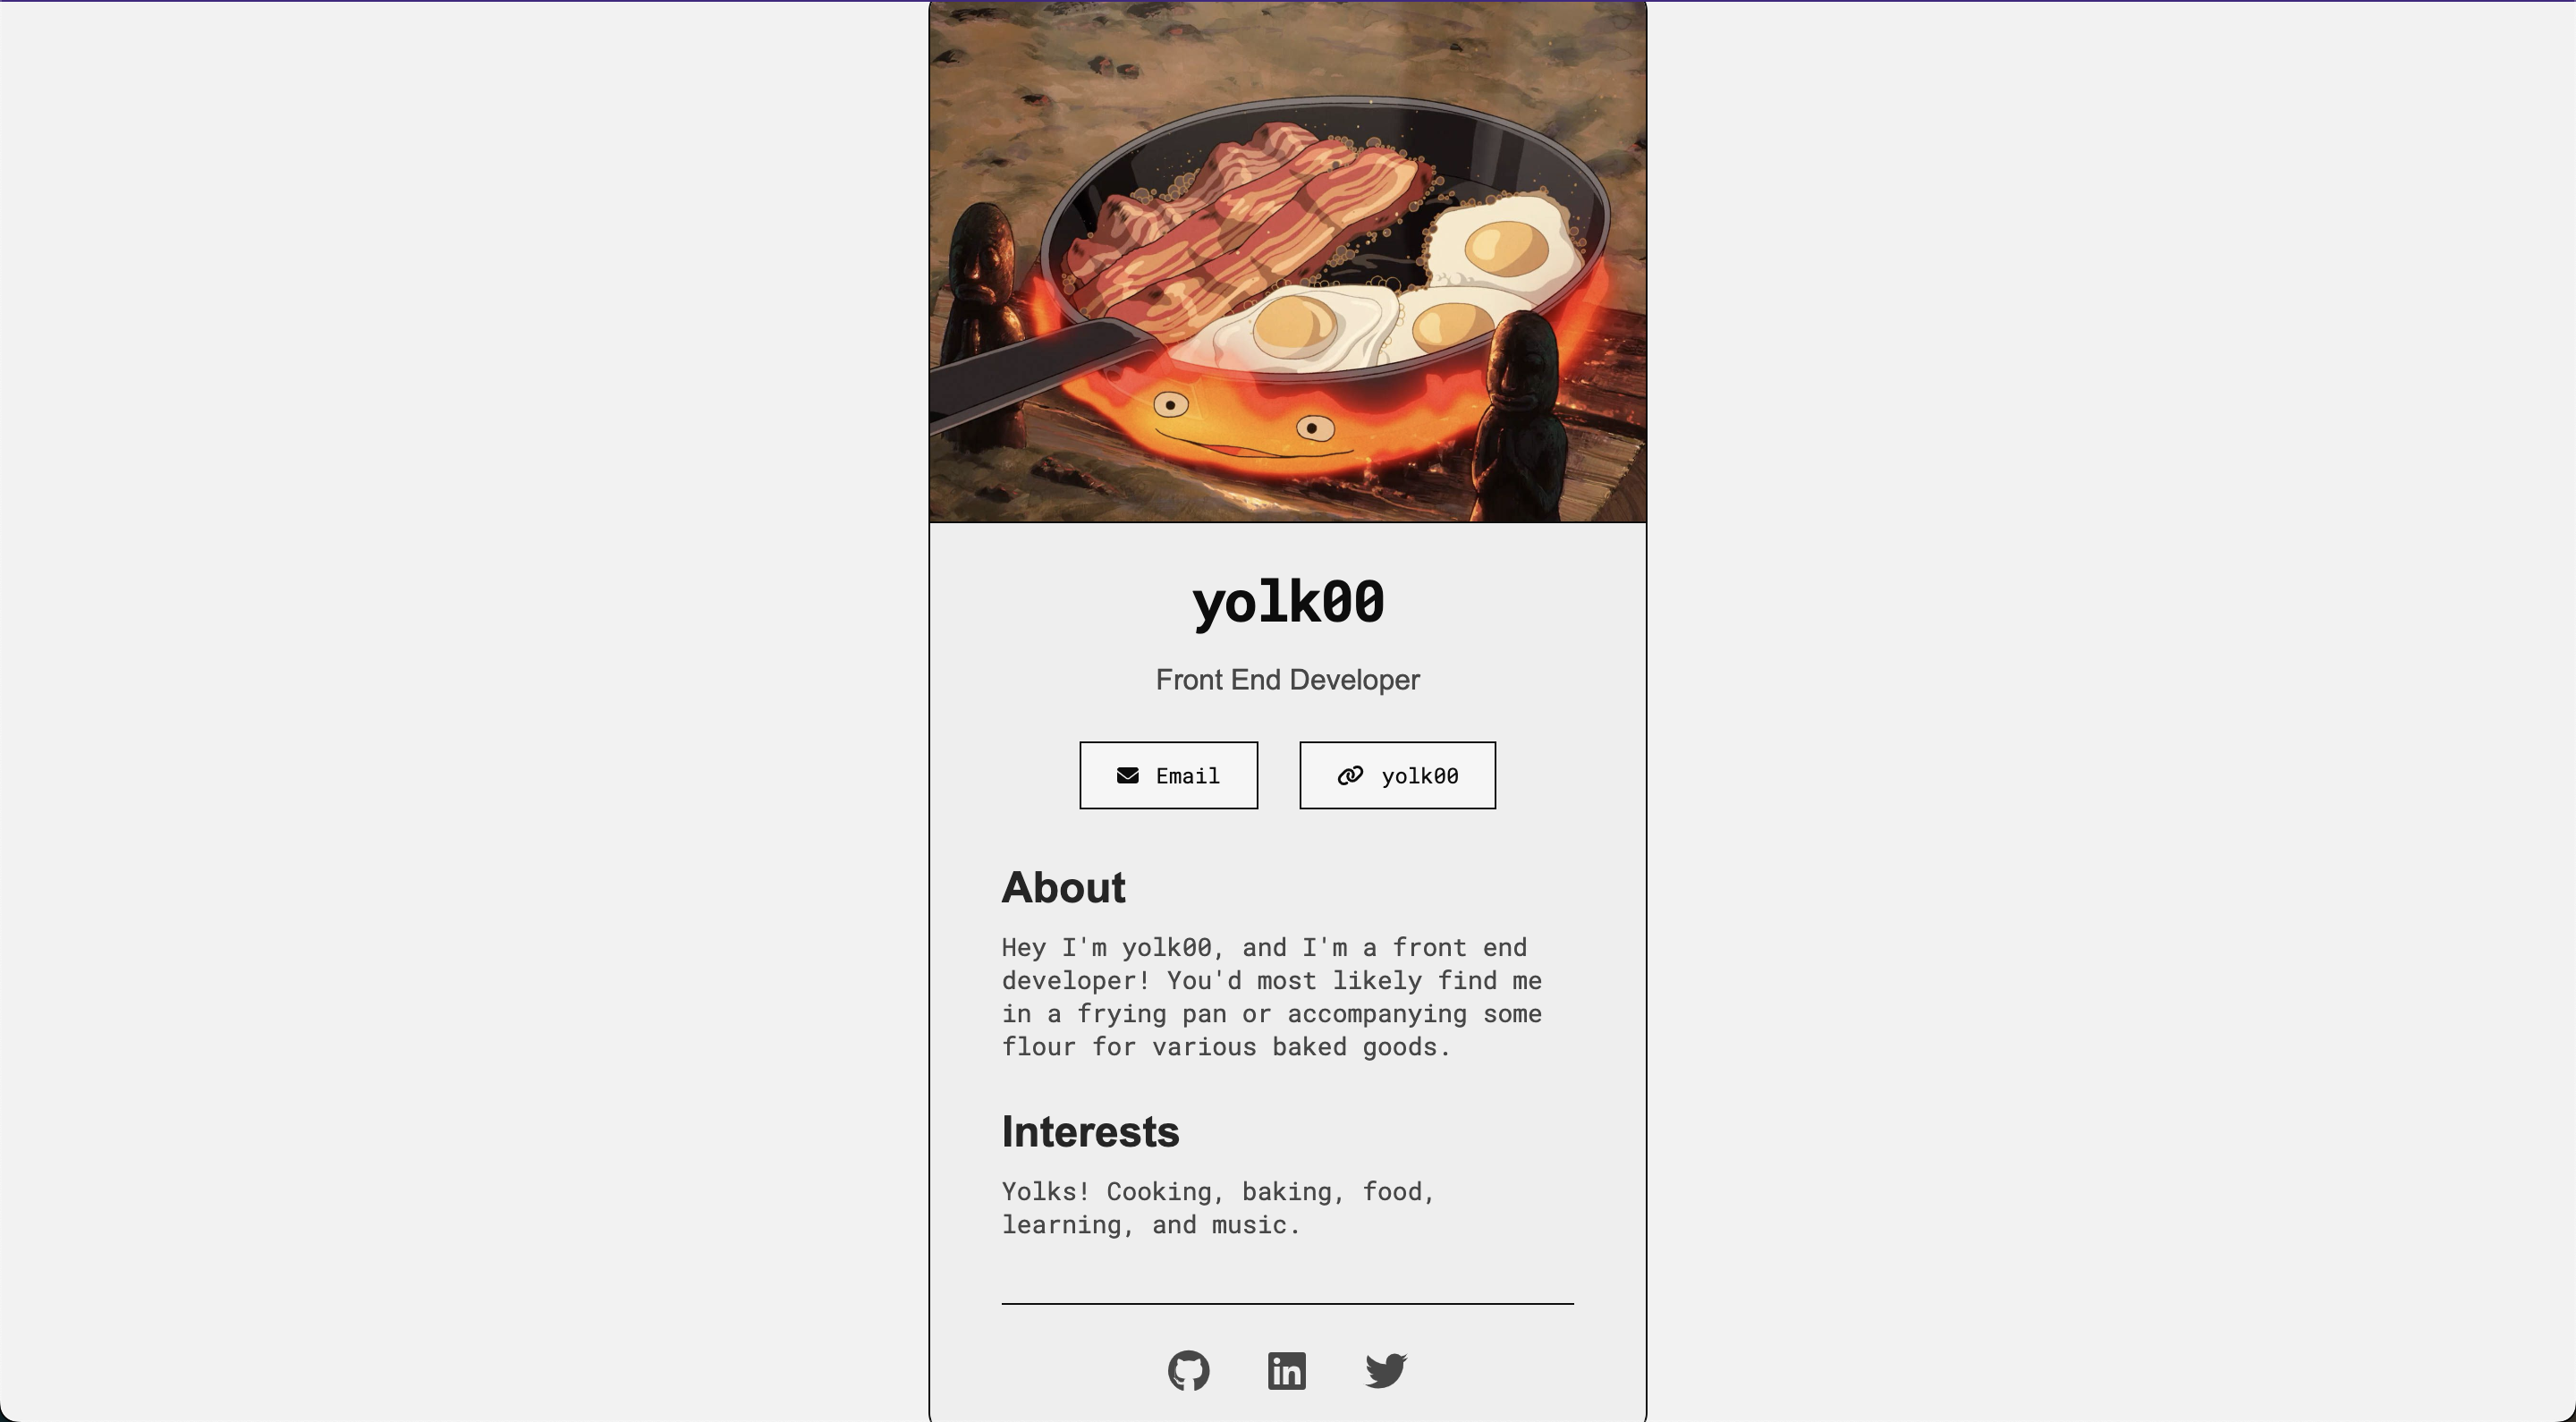 yolk00
Front End Developer
Email
yolk00
About
Hey I'm yolk00, and I'm a front end
developer! You'd most likely find me
in a frying pan or accompanying some
flour for various baked goods.
Interests
Yolks! Cooking, baking, food,
learning, and music.
in